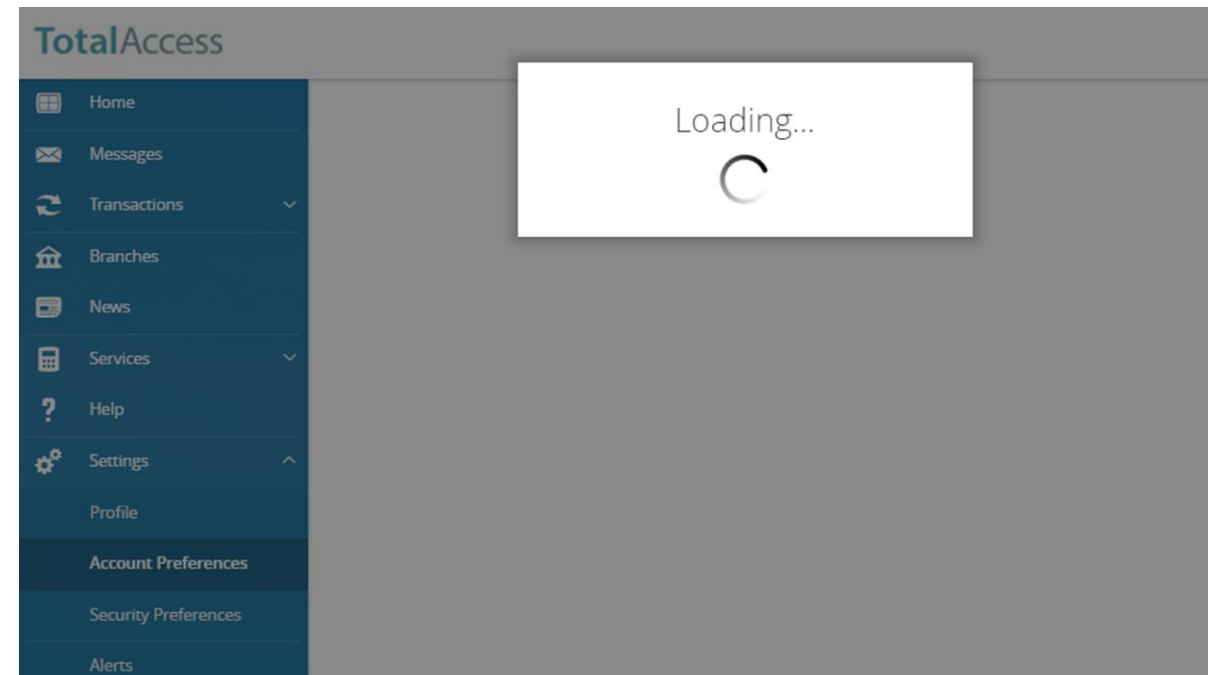 TotalAccess
Loading...
Home
Messages
Transactions
Branches
News
Services
Help
Settings
Profile
Account Preferences
Security Preferences
Alerts